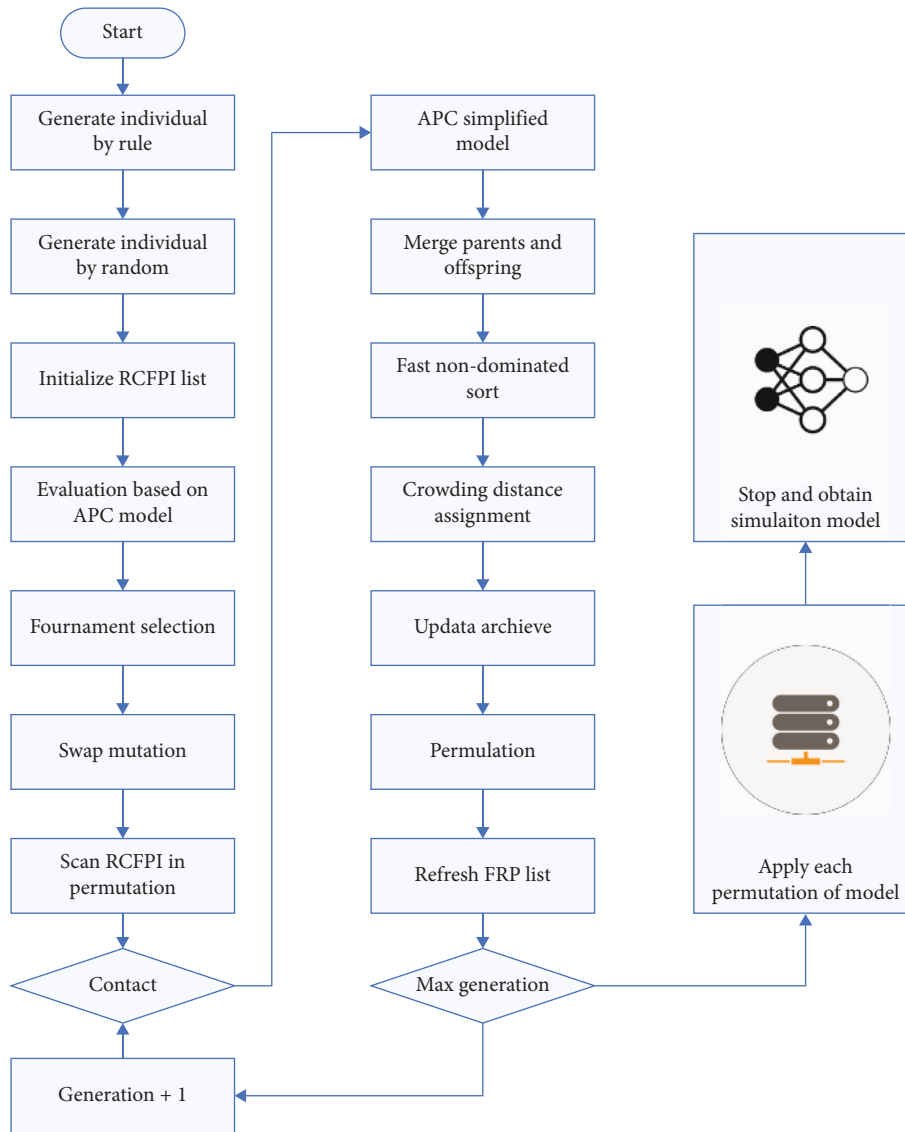 Start
Generate individual
by rule
Generate individual
by random
Initialize RCFPI list
Evaluation based on
APC model
Fournament selection
Swap mutation
Scan RCFPI in
permutation
Contact
Generation + 1
APC simplified
model
Merge parents and
offspring
Fast non-dominated
sort
Crowding distance
assignment
Updata archieve
Permulation
Refresh FRP list
Max generation
Stop and obtain
simulaiton model
Apply each
permutation of model